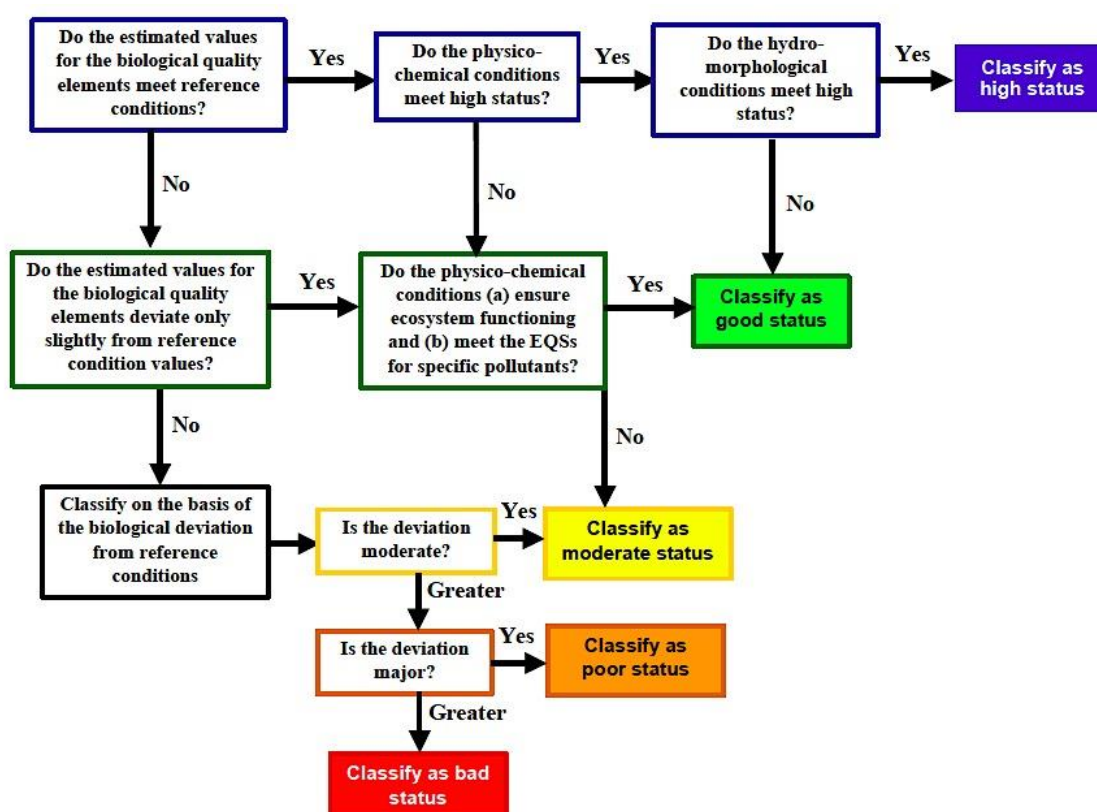 Do the estimated values
for the biological quality
elements meet reference
conditions?
Yes
Do the physico-
chemical conditions
meet high status?
Yes
Do the hydro-
morphological
conditions meet high
status?
Yes
Classify as
high status
No
No
No
Do the estimated values for
the biological quality
elements deviate only
slightly from reference
condition values?
Yes
Do the physico-chemical
conditions (a) ensure
ecosystem functioning
and (b) meet the EQSs
for specific pollutants?
Yes
Classify as
good status
No
No
Classify on the basis of
the biological deviation
from reference
conditions
Is the deviation
moderate?
Yes
Classify as
moderate status
Greater
Is the deviation
major?
Yes
Classify as
poor status
Greater
Classify as bad
status